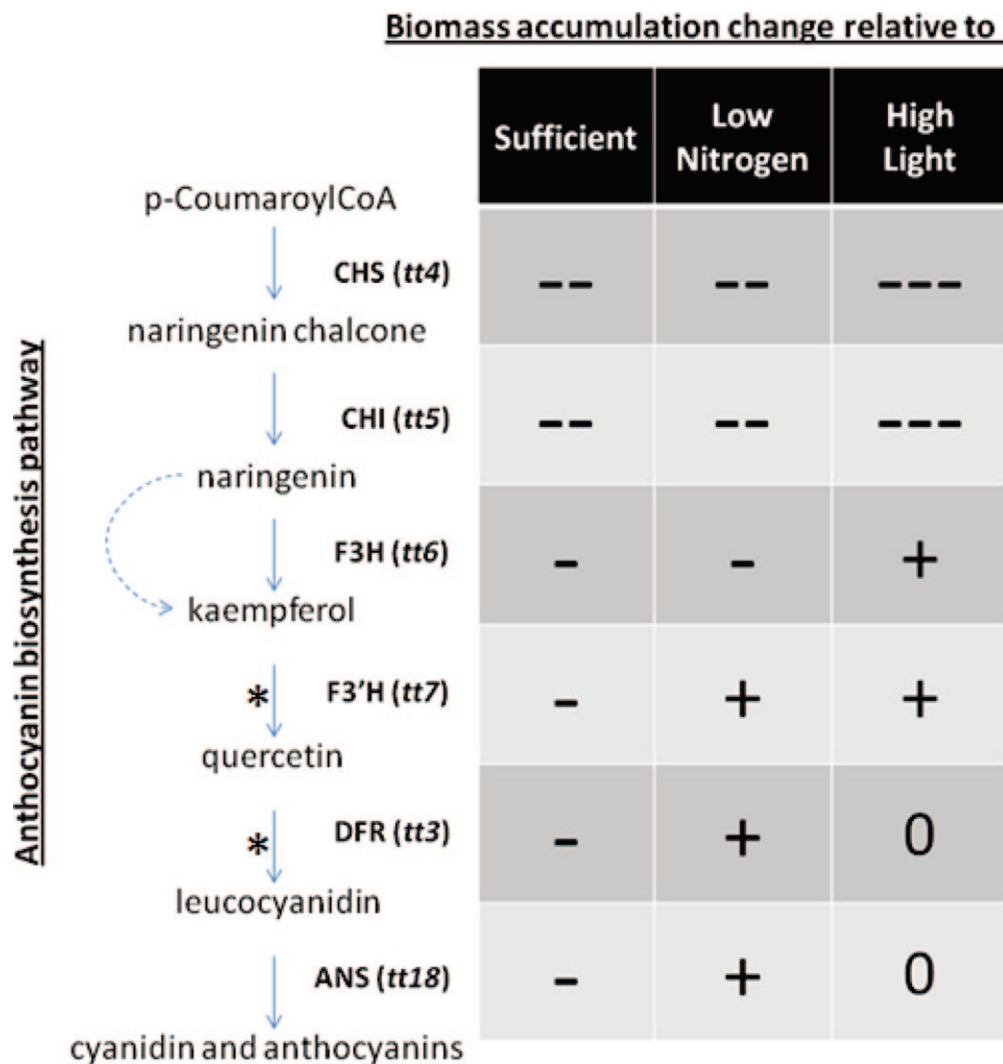 Biomass accumulation change relative to
Sufficient
Low
Nitrogen
High
Light
Anthocyanin biosynthesis pathway
p-CoumaroylCoA
CHS (tt4)
-- -- ---
naringenin chalcone
CHI (tt5)
-- -- ---
naringenin
F3H (tt6)
- - +
kaempferol
* F3'H (tt7)
- + +
quercetin
* DFR (tt3)
- + 0
leucocyanidin
ANS (tt18)
- + 0
cyanidin and anthocyanins